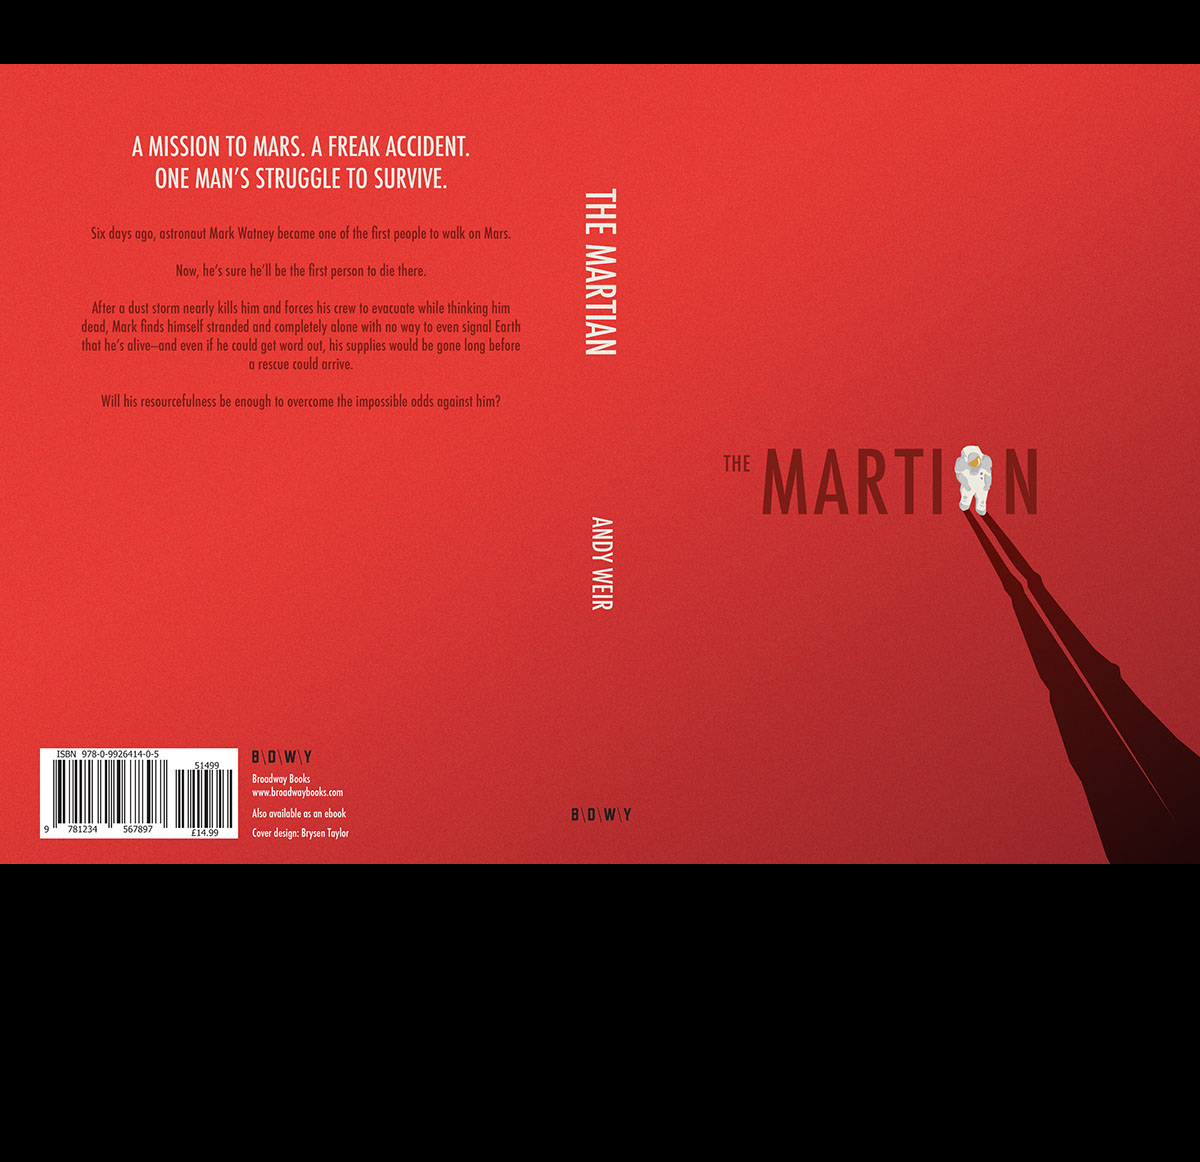 A MISSION TO MARS. A FREAK ACCIDENT.
ONE MAN'S STRUGGLE TO SURVIVE.
Six days ago, astronaut Mark Watney became one of the first people to walk on Mars.
Now, he's sure he'll be the first person to die there.
After a dust storm nearly kills him and forces his crew to evacuate while thinking him
dead, Mark finds himself stranded and completely alone with no way to even signal Earth
that he's alive—and even if he could get word out, his supplies would be gone long before
a rescue could arrive.
Will his resourcefulness be enough to overcome the impossible odds against him?
ISBN 978-0-9926414-0-5
51499
9 781234 567897
£14.99
B\D\W\Y
Broadway Books
www.broadwaybooks.com
Also available as an ebook
Cover design: Brysen Taylor
THE MARTIAN
ANDY WEIR
B\D\W\Y
THE MARTI N